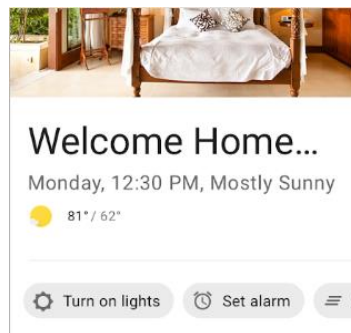 Welcome Home...
Monday, 12:30 PM, Mostly Sunny
81° / 62°
Turn on lights
Set alarm